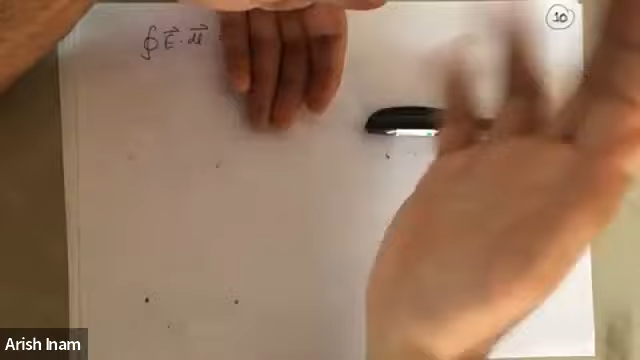 10
∮ E⃗ · dl⃗ =
Arish Inam